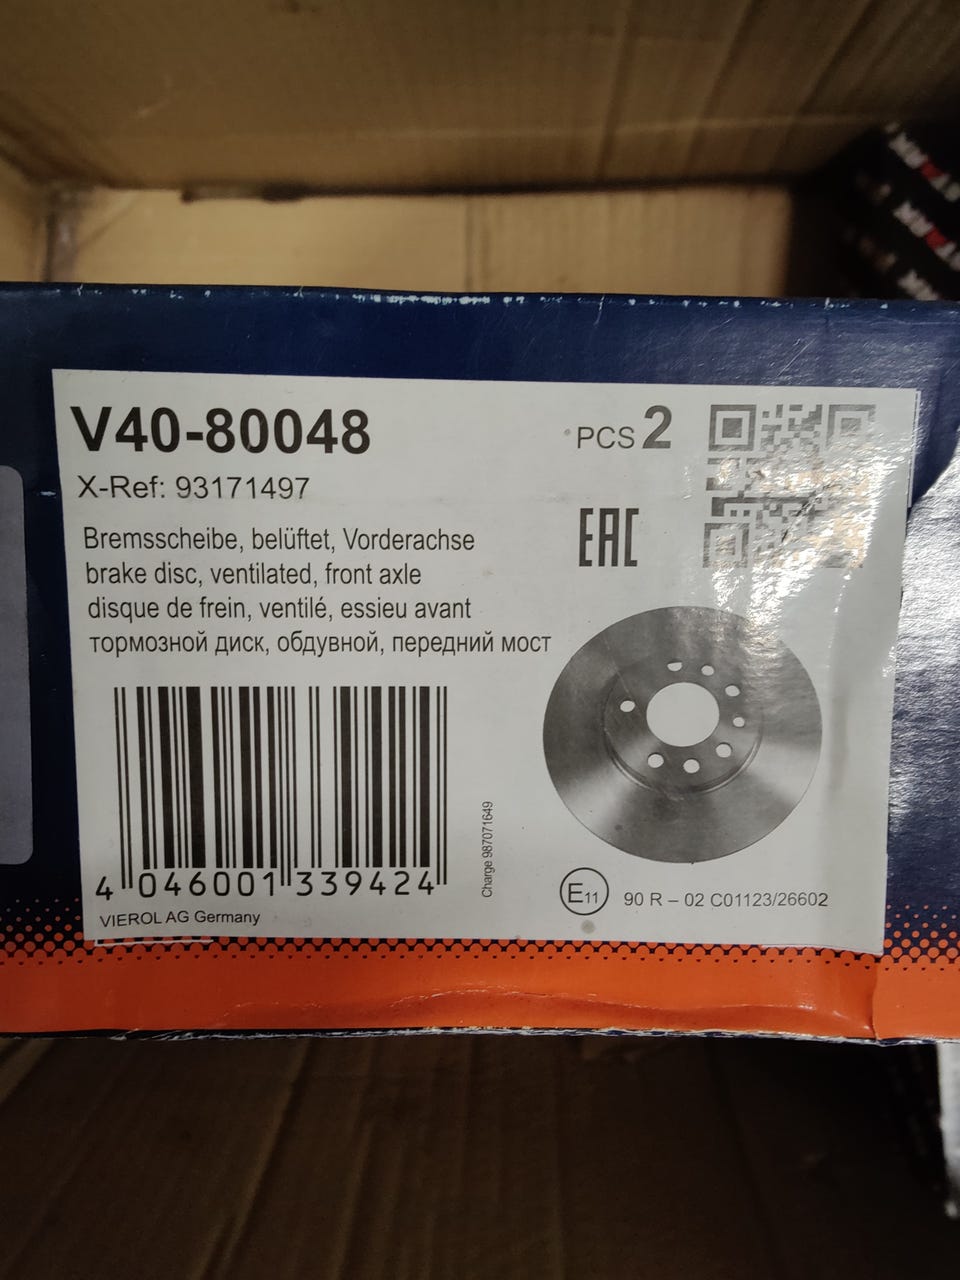 V40-80048
PCS 2
X-Ref: 93171497
EAC
Bremsscheibe, belüftet, Vorderachse
brake disc, ventilated, front axle
disque de frein, ventilé, essieu avant
тормозной диск, обдувной, передний мост
4 046001 339424
Charge 987071649
VIEROL AG Germany
E11 90 R – 02 C01123/26602